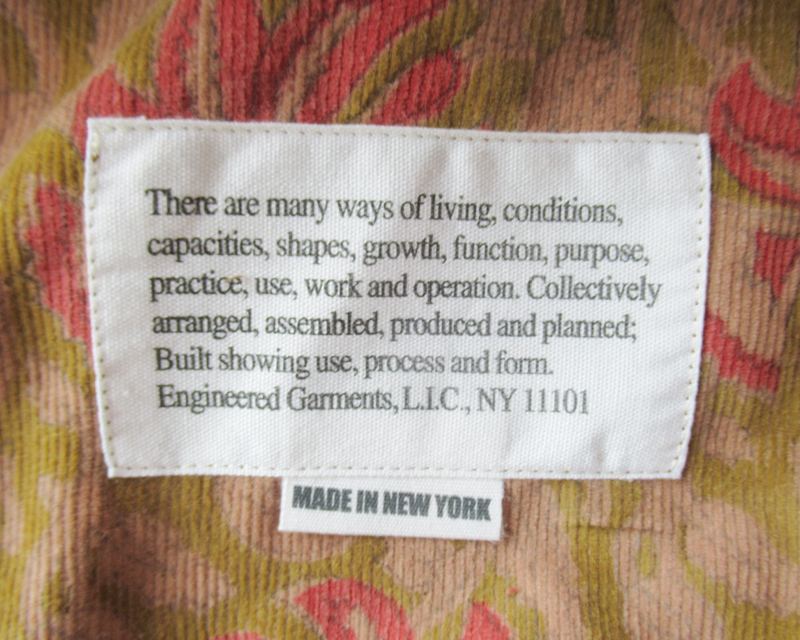 There are many ways of living, conditions,
capacities, shapes, growth, function, purpose,
practice, use, work and operation. Collectively
arranged, assembled, produced and planned;
Built showing use, process and form.
Engineered Garments, L.I.C., NY 11101
MADE IN NEW YORK